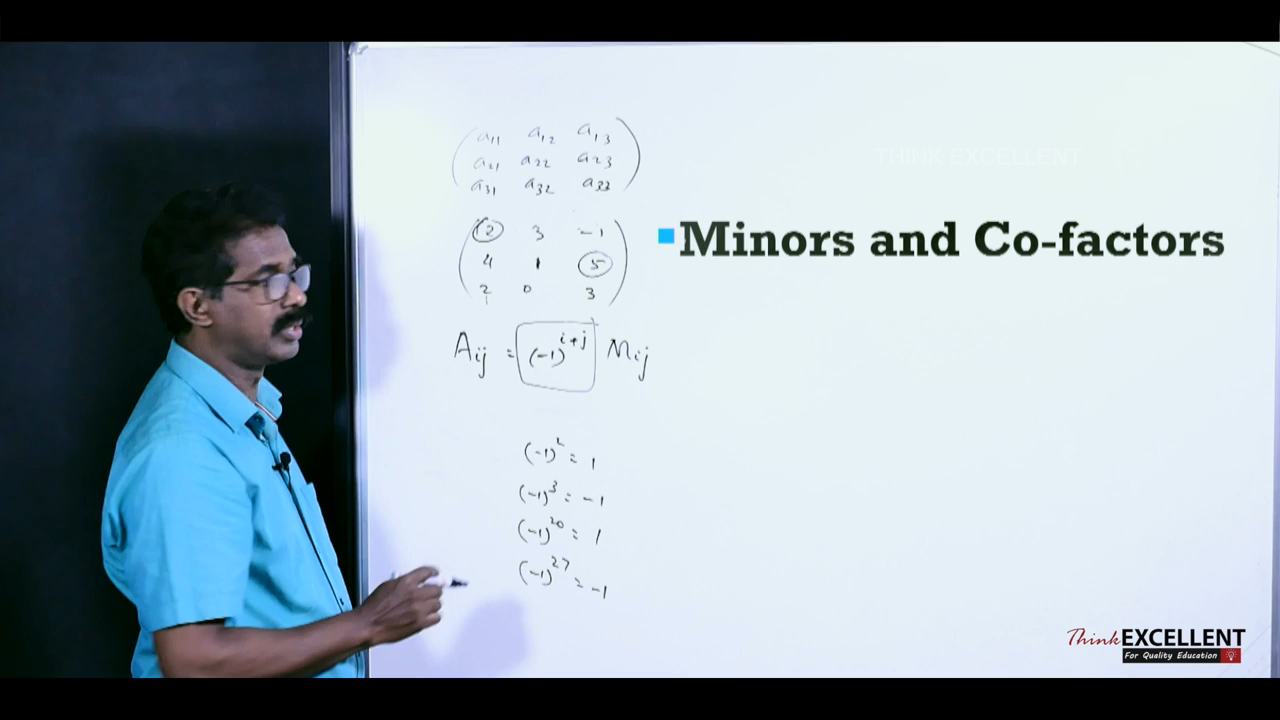 THINK EXCELLENT
a11 a12 a13
a21 a22 a23
a31 a32 a33
2 3 -1
4 1 5
2 0 3
Minors and Co-factors
Aij = (-1)^i+j Mij
(-1)^2 = 1
(-1)^3 = -1
(-1)^20 = 1
(-1)^27 = -1
Think EXCELLENT
For Quality Education